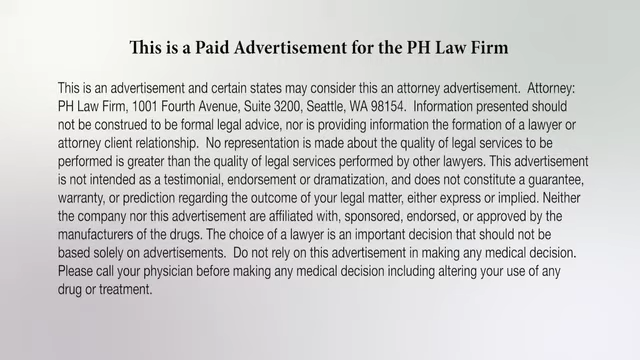 This is a Paid Advertisement for the PH Law Firm
This is an advertisement and certain states may consider this an attorney advertisement.  Attorney:
PH Law Firm, 1001 Fourth Avenue, Suite 3200, Seattle, WA 98154.  Information presented should
not be construed to be formal legal advice, nor is providing information the formation of a lawyer or
attorney client relationship.  No representation is made about the quality of legal services to be
performed is greater than the quality of legal services performed by other lawyers. This advertisement
is not intended as a testimonial, endorsement or dramatization, and does not constitute a guarantee,
warranty, or prediction regarding the outcome of your legal matter, either express or implied. Neither
the company nor this advertisement are affiliated with, sponsored, endorsed, or approved by the
manufacturers of the drugs. The choice of a lawyer is an important decision that should not be
based solely on advertisements.  Do not rely on this advertisement in making any medical decision.
Please call your physician before making any medical decision including altering your use of any
drug or treatment.